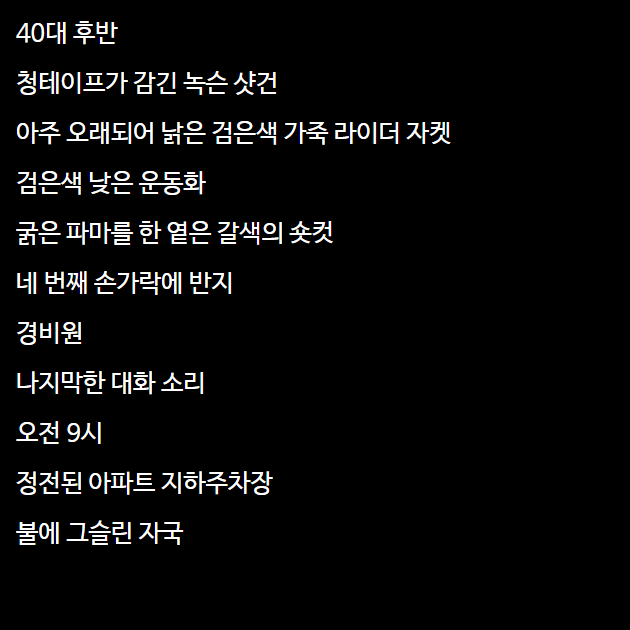 40대 후반
청테이프가 감긴 녹슨 샷건
아주 오래되어 낡은 검은색 가죽 라이더 자켓
검은색 낮은 운동화
굵은 파마를 한 옅은 갈색의 숏컷
네 번째 손가락에 반지
경비원
나지막한 대화 소리
오전 9시
정전된 아파트 지하주차장
불에 그슬린 자국